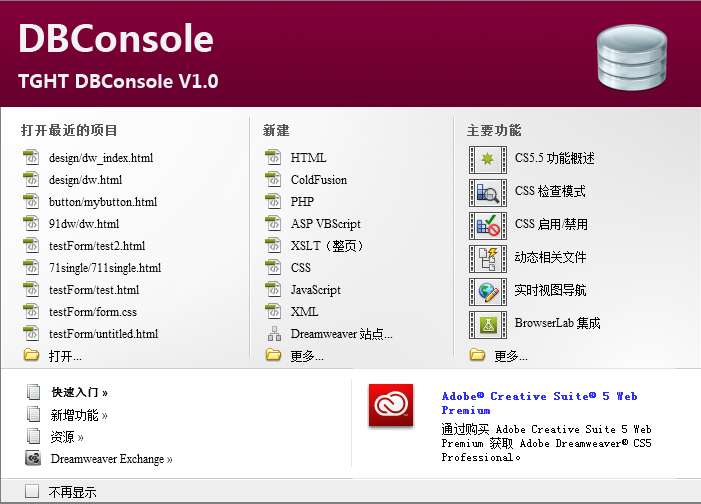 DBConsole
TGHT DBConsole V1.0
打开最近的项目
design/dw_index.html
design/dw.html
button/mybutton.html
91dw/dw.html
testForm/test2.html
71single/711single.html
testForm/test.html
testForm/form.css
testForm/untitled.html
打开...
新建
HTML
ColdFusion
PHP
ASP VBScript
XSLT（整页）
CSS
JavaScript
XML
Dreamweaver 站点...
更多...
主要功能
CS5.5 功能概述
CSS 检查模式
CSS 启用/禁用
动态相关文件
实时视图导航
BrowserLab 集成
更多...
快速入门 »
新增功能 »
资源 »
Dreamweaver Exchange »
Adobe® Creative Suite® 5 Web
Premium
通过购买 Adobe Creative Suite 5 Web
Premium 获取 Adobe Dreamweaver® CS5
Professional。
不再显示